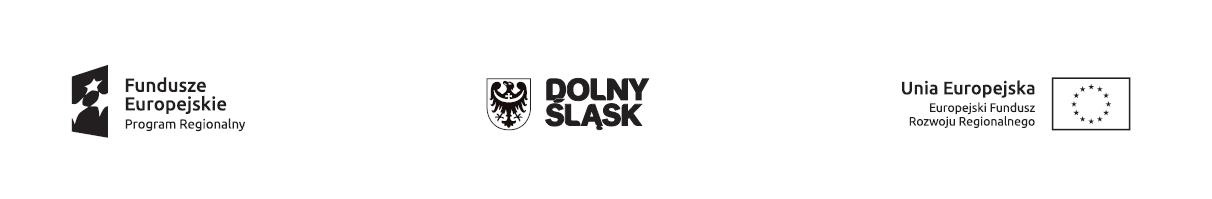 Fundusze
Europejskie
Program Regionalny
DOLNY
ŚLĄSK
Unia Europejska
Europejski Fundusz
Rozwoju Regionalnego